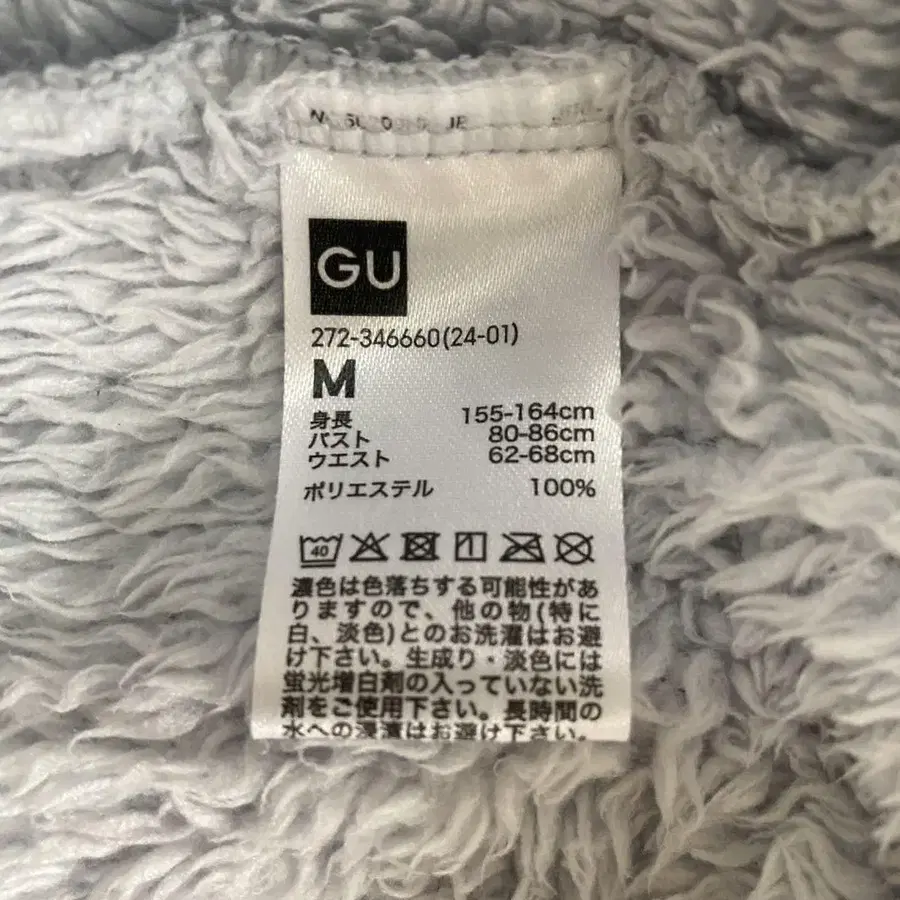 GU
272-346660(24-01)
M
身長 155-164cm
バスト 80-86cm
ウエスト 62-68cm
ポリエステル 100%
40
濃色は色落ちする可能性があ
りますので、他の物(特に
白、淡色)とのお洗濯はお避
け下さい。生成り・淡色には
蛍光増白剤の入っていない洗
剤をご使用下さい。長時間の
水への浸漬はお避け下さい。